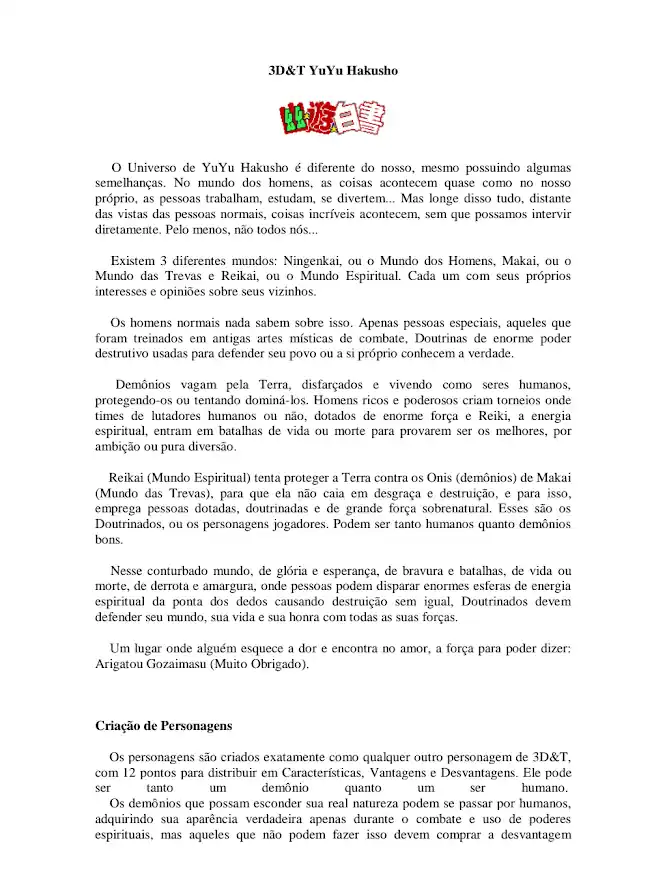 3D&T YuYu Hakusho
幽遊白書
O Universo de YuYu Hakusho é diferente do nosso, mesmo possuindo algumas
semelhanças. No mundo dos homens, as coisas acontecem quase como no nosso
próprio, as pessoas trabalham, estudam, se divertem... Mas longe disso tudo, distante
das vistas das pessoas normais, coisas incríveis acontecem, sem que possamos intervir
diretamente. Pelo menos, não todos nós...
Existem 3 diferentes mundos: Ningenkai, ou o Mundo dos Homens, Makai, ou o
Mundo das Trevas e Reikai, ou o Mundo Espiritual. Cada um com seus próprios
interesses e opiniões sobre seus vizinhos.
Os homens normais nada sabem sobre isso. Apenas pessoas especiais, aqueles que
foram treinados em antigas artes místicas de combate, Doutrinas de enorme poder
destrutivo usadas para defender seu povo ou a si próprio conhecem a verdade.
Demônios vagam pela Terra, disfarçados e vivendo como seres humanos,
protegendo-os ou tentando dominá-los. Homens ricos e poderosos criam torneios onde
times de lutadores humanos ou não, dotados de enorme força e Reiki, a energia
espiritual, entram em batalhas de vida ou morte para provarem ser os melhores, por
ambição ou pura diversão.
Reikai (Mundo Espiritual) tenta proteger a Terra contra os Onis (demônios) de Makai
(Mundo das Trevas), para que ela não caia em desgraça e destruição, e para isso,
emprega pessoas dotadas, doutrinadas e de grande força sobrenatural. Esses são os
Doutrinados, ou os personagens jogadores. Podem ser tanto humanos quanto demônios
bons.
Nesse conturbado mundo, de glória e esperança, de bravura e batalhas, de vida ou
morte, de derrota e amargura, onde pessoas podem disparar enormes esferas de energia
espiritual da ponta dos dedos causando destruição sem igual, Doutrinados devem
defender seu mundo, sua vida e sua honra com todas as suas forças.
Um lugar onde alguém esquece a dor e encontra no amor, a força para poder dizer:
Arigatou Gozaimasu (Muito Obrigado).
Criação de Personagens
Os personagens são criados exatamente como qualquer outro personagem de 3D&T,
com 12 pontos para distribuir em Características, Vantagens e Desvantagens. Ele pode
ser tanto um demônio quanto um ser humano.
Os demônios que possam esconder sua real natureza podem se passar por humanos,
adquirindo sua aparência verdadeira apenas durante o combate e uso de poderes
espirituais, mas aqueles que não podem fazer isso devem comprar a desvantagem